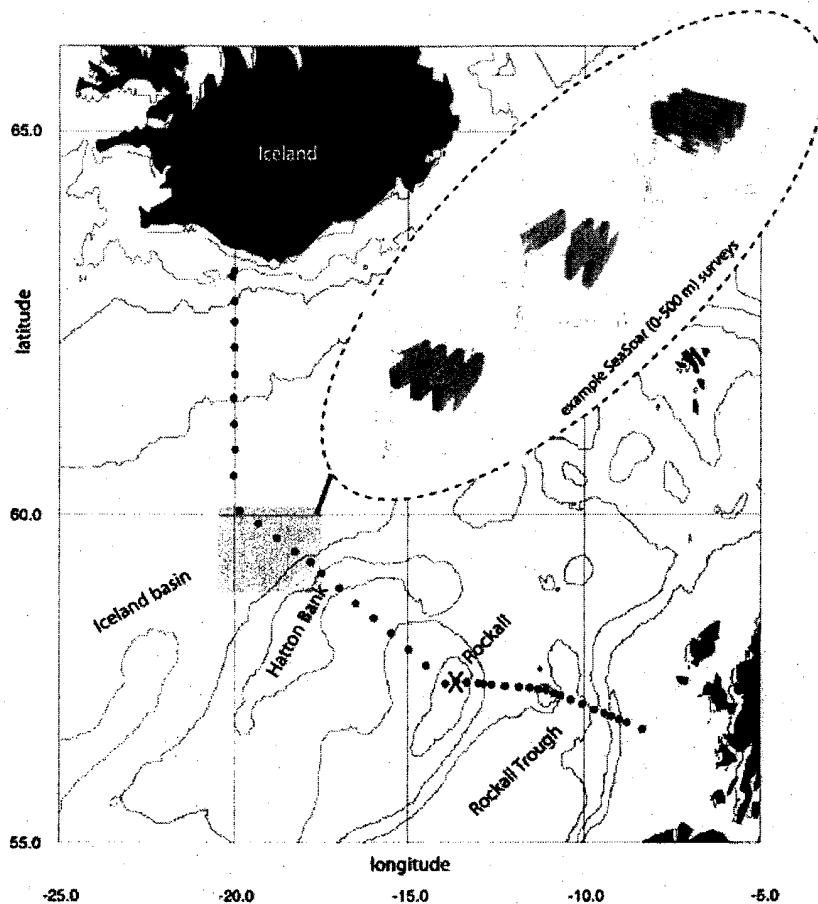 Iceland
65.0
latitude
example SeaSoar (0-500 m) surveys
60.0
Iceland basin
Hatton Bank
Rockall
Rockall Trough
55.0
longitude
-25.0
-20.0
-15.0
-10.0
-5.0